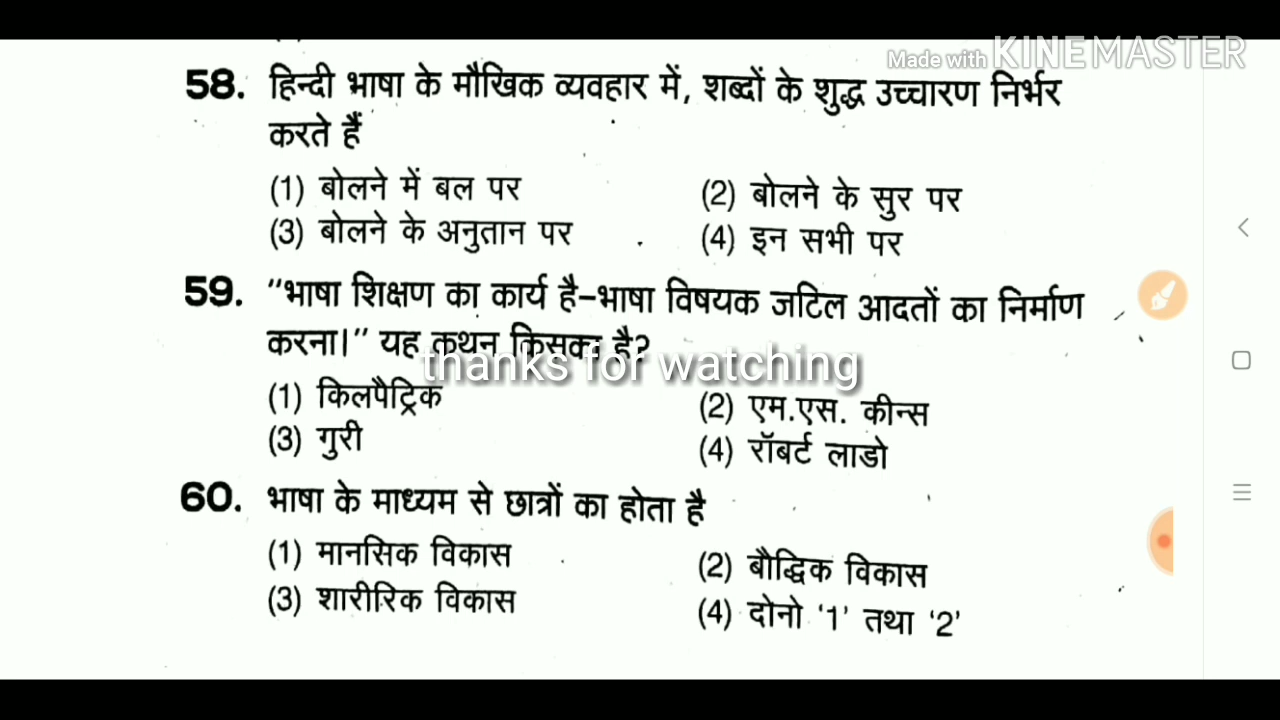 Made with KINEMASTER
58. हिन्दी भाषा के मौखिक व्यवहार में, शब्दों के शुद्ध उच्चारण निर्भर
करते हैं
(1) बोलने में बल पर (2) बोलने के सुर पर
(3) बोलने के अनुतान पर (4) इन सभी पर
59. "भाषा शिक्षण का कार्य है-भाषा विषयक जटिल आदतों का निर्माण
करना।" यह कथन किसका है?
thanks for watching
(1) किलपैट्रिक (2) एम.एस. कीन्स
(3) गुरी (4) रॉबर्ट लाडो
60. भाषा के माध्यम से छात्रों का होता है
(1) मानसिक विकास (2) बौद्धिक विकास
(3) शारीरिक विकास (4) दोनो '1' तथा '2'